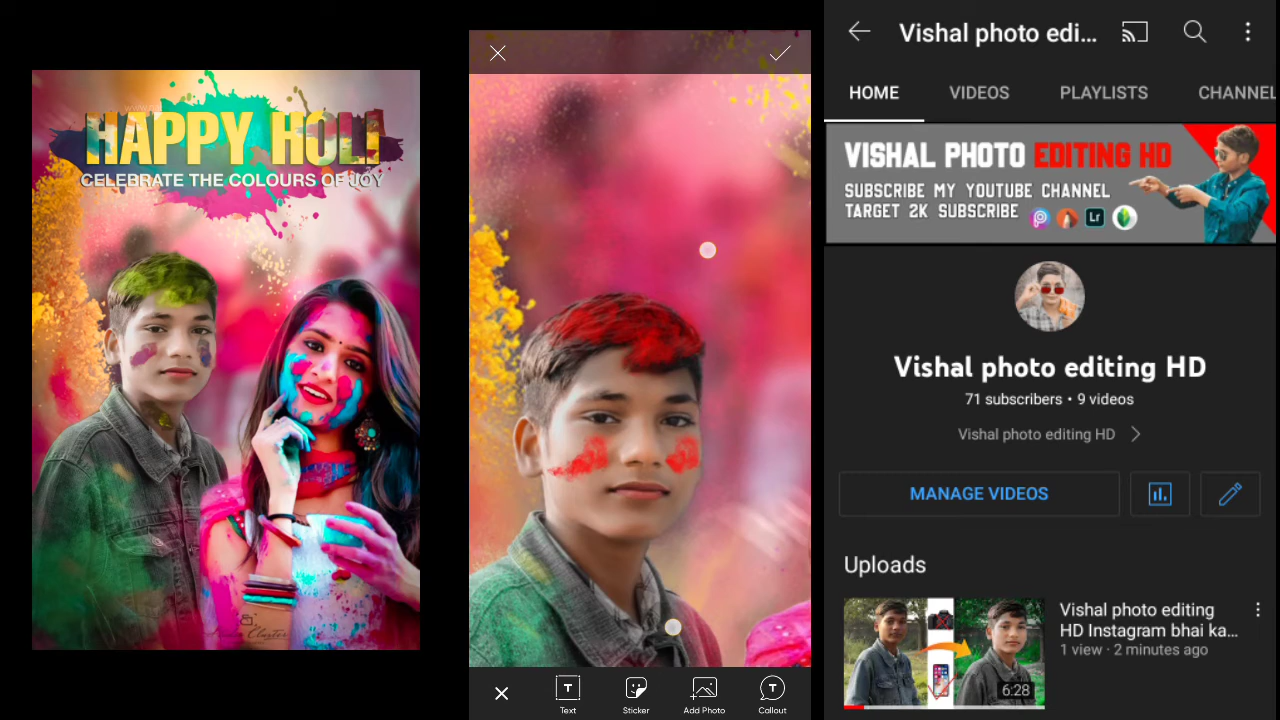 HAPPY HOLI
CELEBRATE THE COLOURS OF JOY
Text
Sticker
Add Photo
Callout
Vishal photo edi...
HOME
VIDEOS
PLAYLISTS
CHANNEL
VISHAL PHOTO EDITING HD
SUBSCRIBE MY YOUTUBE CHANNEL
TARGET 2K SUBSCRIBE
Lr
Vishal photo editing HD
71 subscribers • 9 videos
Vishal photo editing HD
MANAGE VIDEOS
Uploads
Vishal photo editing
HD Instagram bhai ka...
1 view · 2 minutes ago
6:28